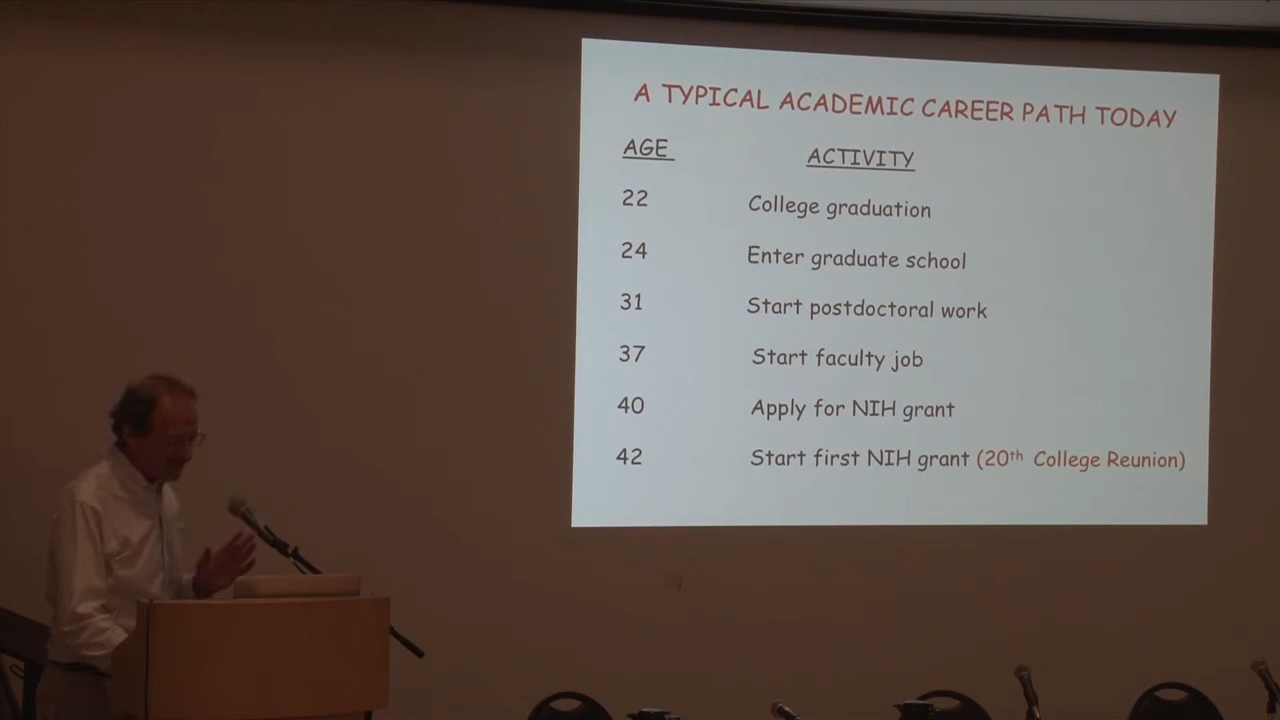 A TYPICAL ACADEMIC CAREER PATH TODAY
AGE ACTIVITY
22 College graduation
24 Enter graduate school
31 Start postdoctoral work
37 Start faculty job
40 Apply for NIH grant
42 Start first NIH grant (20th College Reunion)